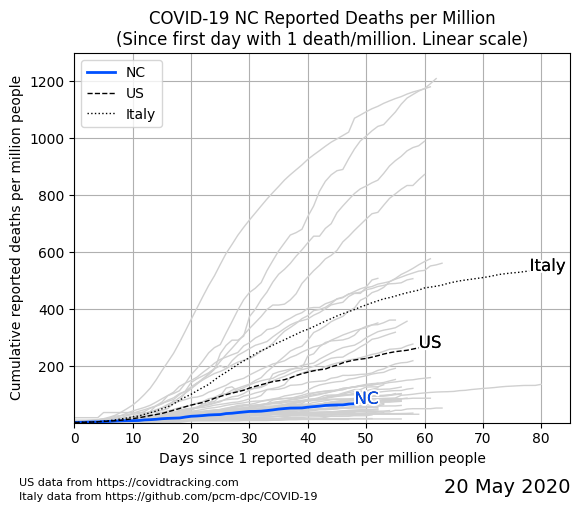 COVID-19 NC Reported Deaths per Million
(Since first day with 1 death/million. Linear scale)
NC
US
Italy
Cumulative reported deaths per million people
1200
1000
800
600
400
200
Italy
US
NC
0 10 20 30 40 50 60 70 80
Days since 1 reported death per million people
US data from https://covidtracking.com
Italy data from https://github.com/pcm-dpc/COVID-19
20 May 2020